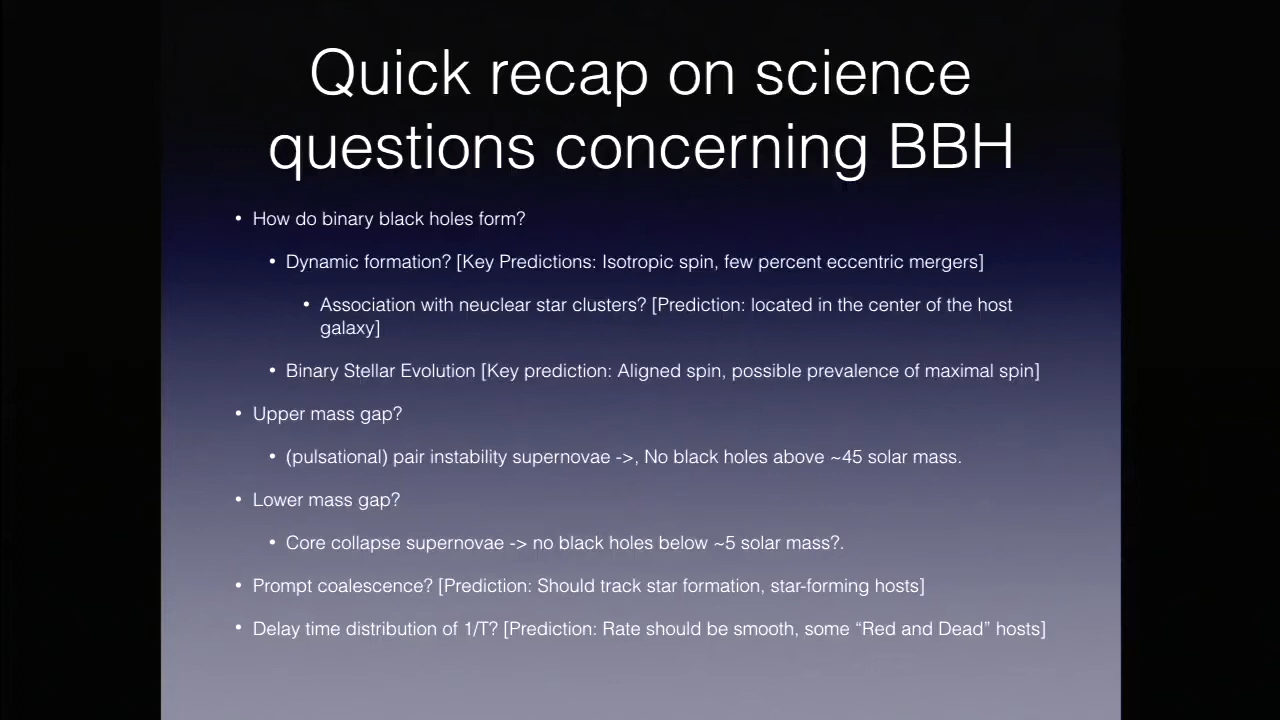 Quick recap on science
questions concerning BBH
• How do binary black holes form?
• Dynamic formation? [Key Predictions: Isotropic spin, few percent eccentric mergers]
• Association with neuclear star clusters? [Prediction: located in the center of the host
galaxy]
• Binary Stellar Evolution [Key prediction: Aligned spin, possible prevalence of maximal spin]
• Upper mass gap?
• (pulsational) pair instability supernovae ->, No black holes above ~45 solar mass.
• Lower mass gap?
• Core collapse supernovae -> no black holes below ~5 solar mass?.
• Prompt coalescence? [Prediction: Should track star formation, star-forming hosts]
• Delay time distribution of 1/T? [Prediction: Rate should be smooth, some “Red and Dead” hosts]